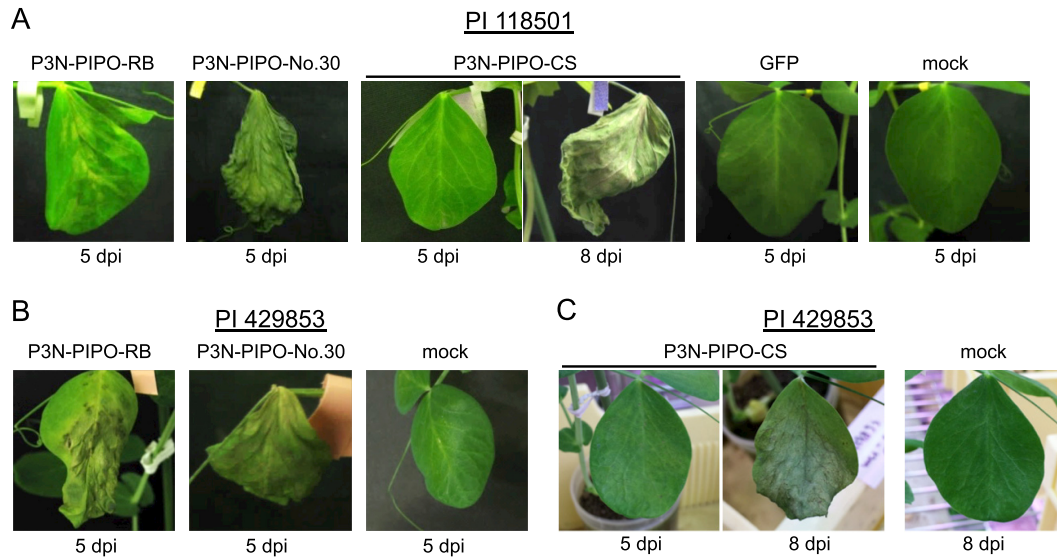 A
PI 118501
P3N-PIPO-RB P3N-PIPO-No.30 P3N-PIPO-CS GFP mock
5 dpi 5 dpi 5 dpi 8 dpi 5 dpi 5 dpi
B
PI 429853
P3N-PIPO-RB P3N-PIPO-No.30 mock
5 dpi 5 dpi 5 dpi
C
PI 429853
P3N-PIPO-CS mock
5 dpi 8 dpi 8 dpi